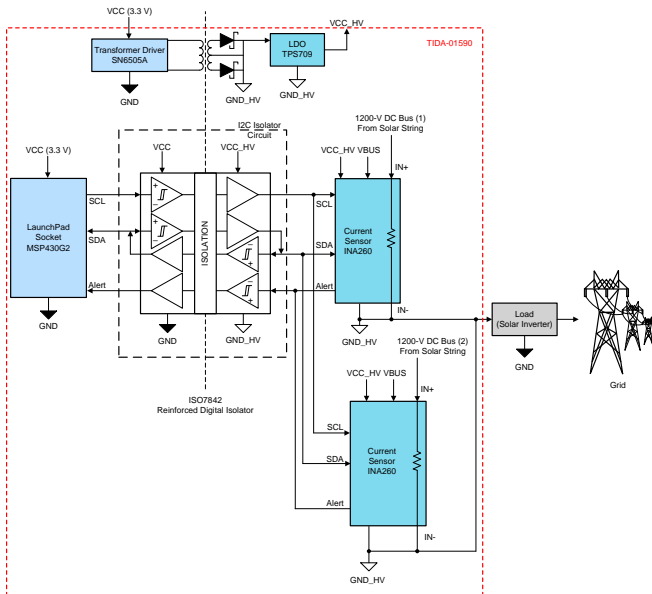 VCC (3.3 V)
VCC_HV
Transformer Driver
SN6505A
LDO
TPS709
TIDA-01590
GND
GND_HV
GND_HV
I2C Isolator
Circuit
1200-V DC Bus (1)
From Solar String
VCC (3.3 V)
VCC
VCC_HV
VCC_HV VBUS
IN+
SCL
SCL
LaunchPad
Socket
MSP430G2
SDA
ISOLATION
Current
Sensor
INA260
SDA
Alert
Alert
GND
GND
GND_HV
GND_HV
IN-
Load
(Solar Inverter)
GND
Grid
ISO7842
Reinforced Digital Isolator
1200-V DC Bus (2)
From Solar String
VCC_HV VBUS
IN+
SCL
SDA
Current
Sensor
INA260
Alert
IN-
GND_HV